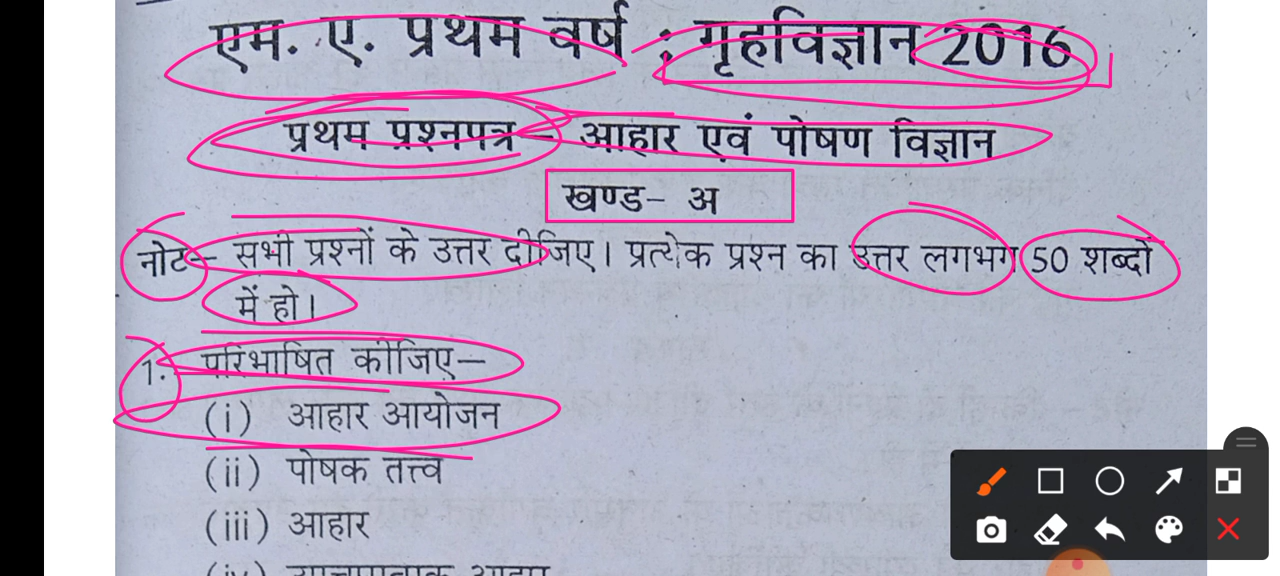 एम. ए. प्रथम वर्ष ; गृहविज्ञान 2016
प्रथम प्रश्नपत्र – आहार एवं पोषण विज्ञान
खण्ड- अ
नोट- सभी प्रश्नों के उत्तर दीजिए। प्रत्येक प्रश्न का उत्तर लगभग 50 शब्दों
में हो।
1. परिभाषित कीजिए–
(i) आहार आयोजन
(ii) पोषक तत्त्व
(iii) आहार
(iv)